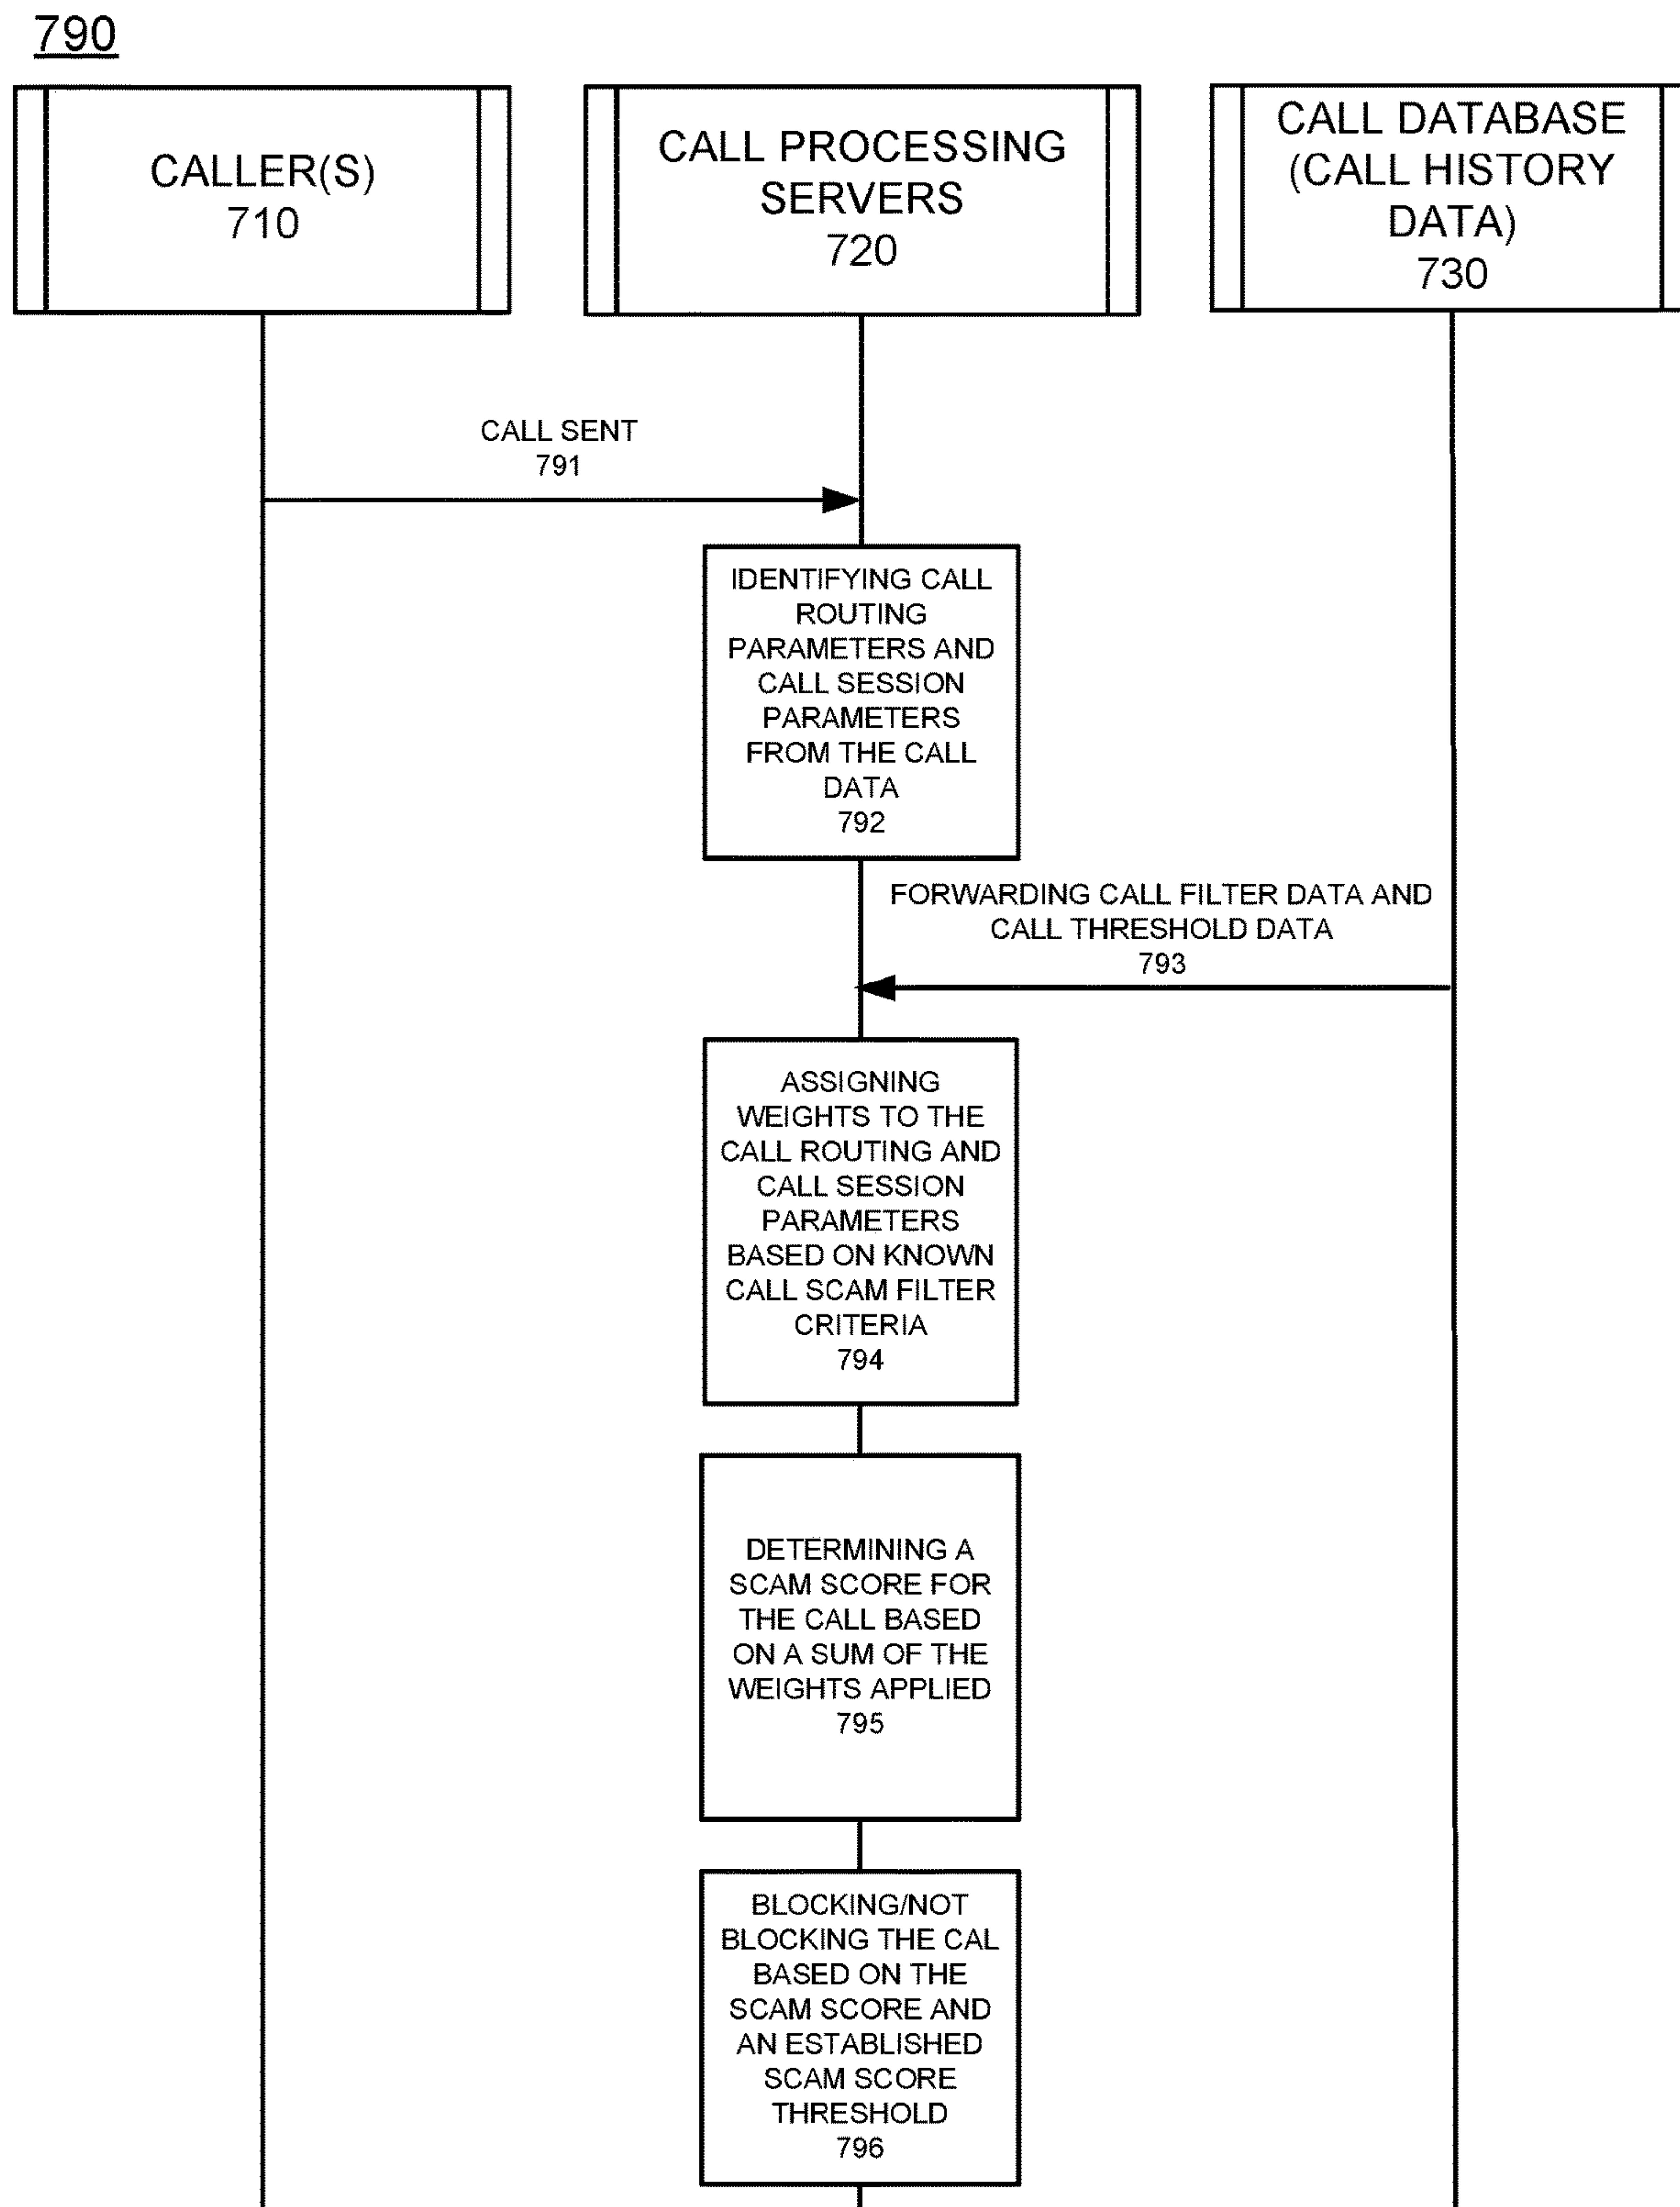 790
CALLER(S)
710
CALL PROCESSING
SERVERS
720
CALL DATABASE
(CALL HISTORY
DATA)
730
CALL SENT
791
IDENTIFYING CALL
ROUTING
PARAMETERS AND
CALL SESSION
PARAMETERS
FROM THE CALL
DATA
792
FORWARDING CALL FILTER DATA AND
CALL THRESHOLD DATA
793
ASSIGNING
WEIGHTS TO THE
CALL ROUTING AND
CALL SESSION
PARAMETERS
BASED ON KNOWN
CALL SCAM FILTER
CRITERIA
794
DETERMINING A
SCAM SCORE FOR
THE CALL BASED
ON A SUM OF THE
WEIGHTS APPLIED
795
BLOCKING/NOT
BLOCKING THE CAL
BASED ON THE
SCAM SCORE AND
AN ESTABLISHED
SCAM SCORE
THRESHOLD
796